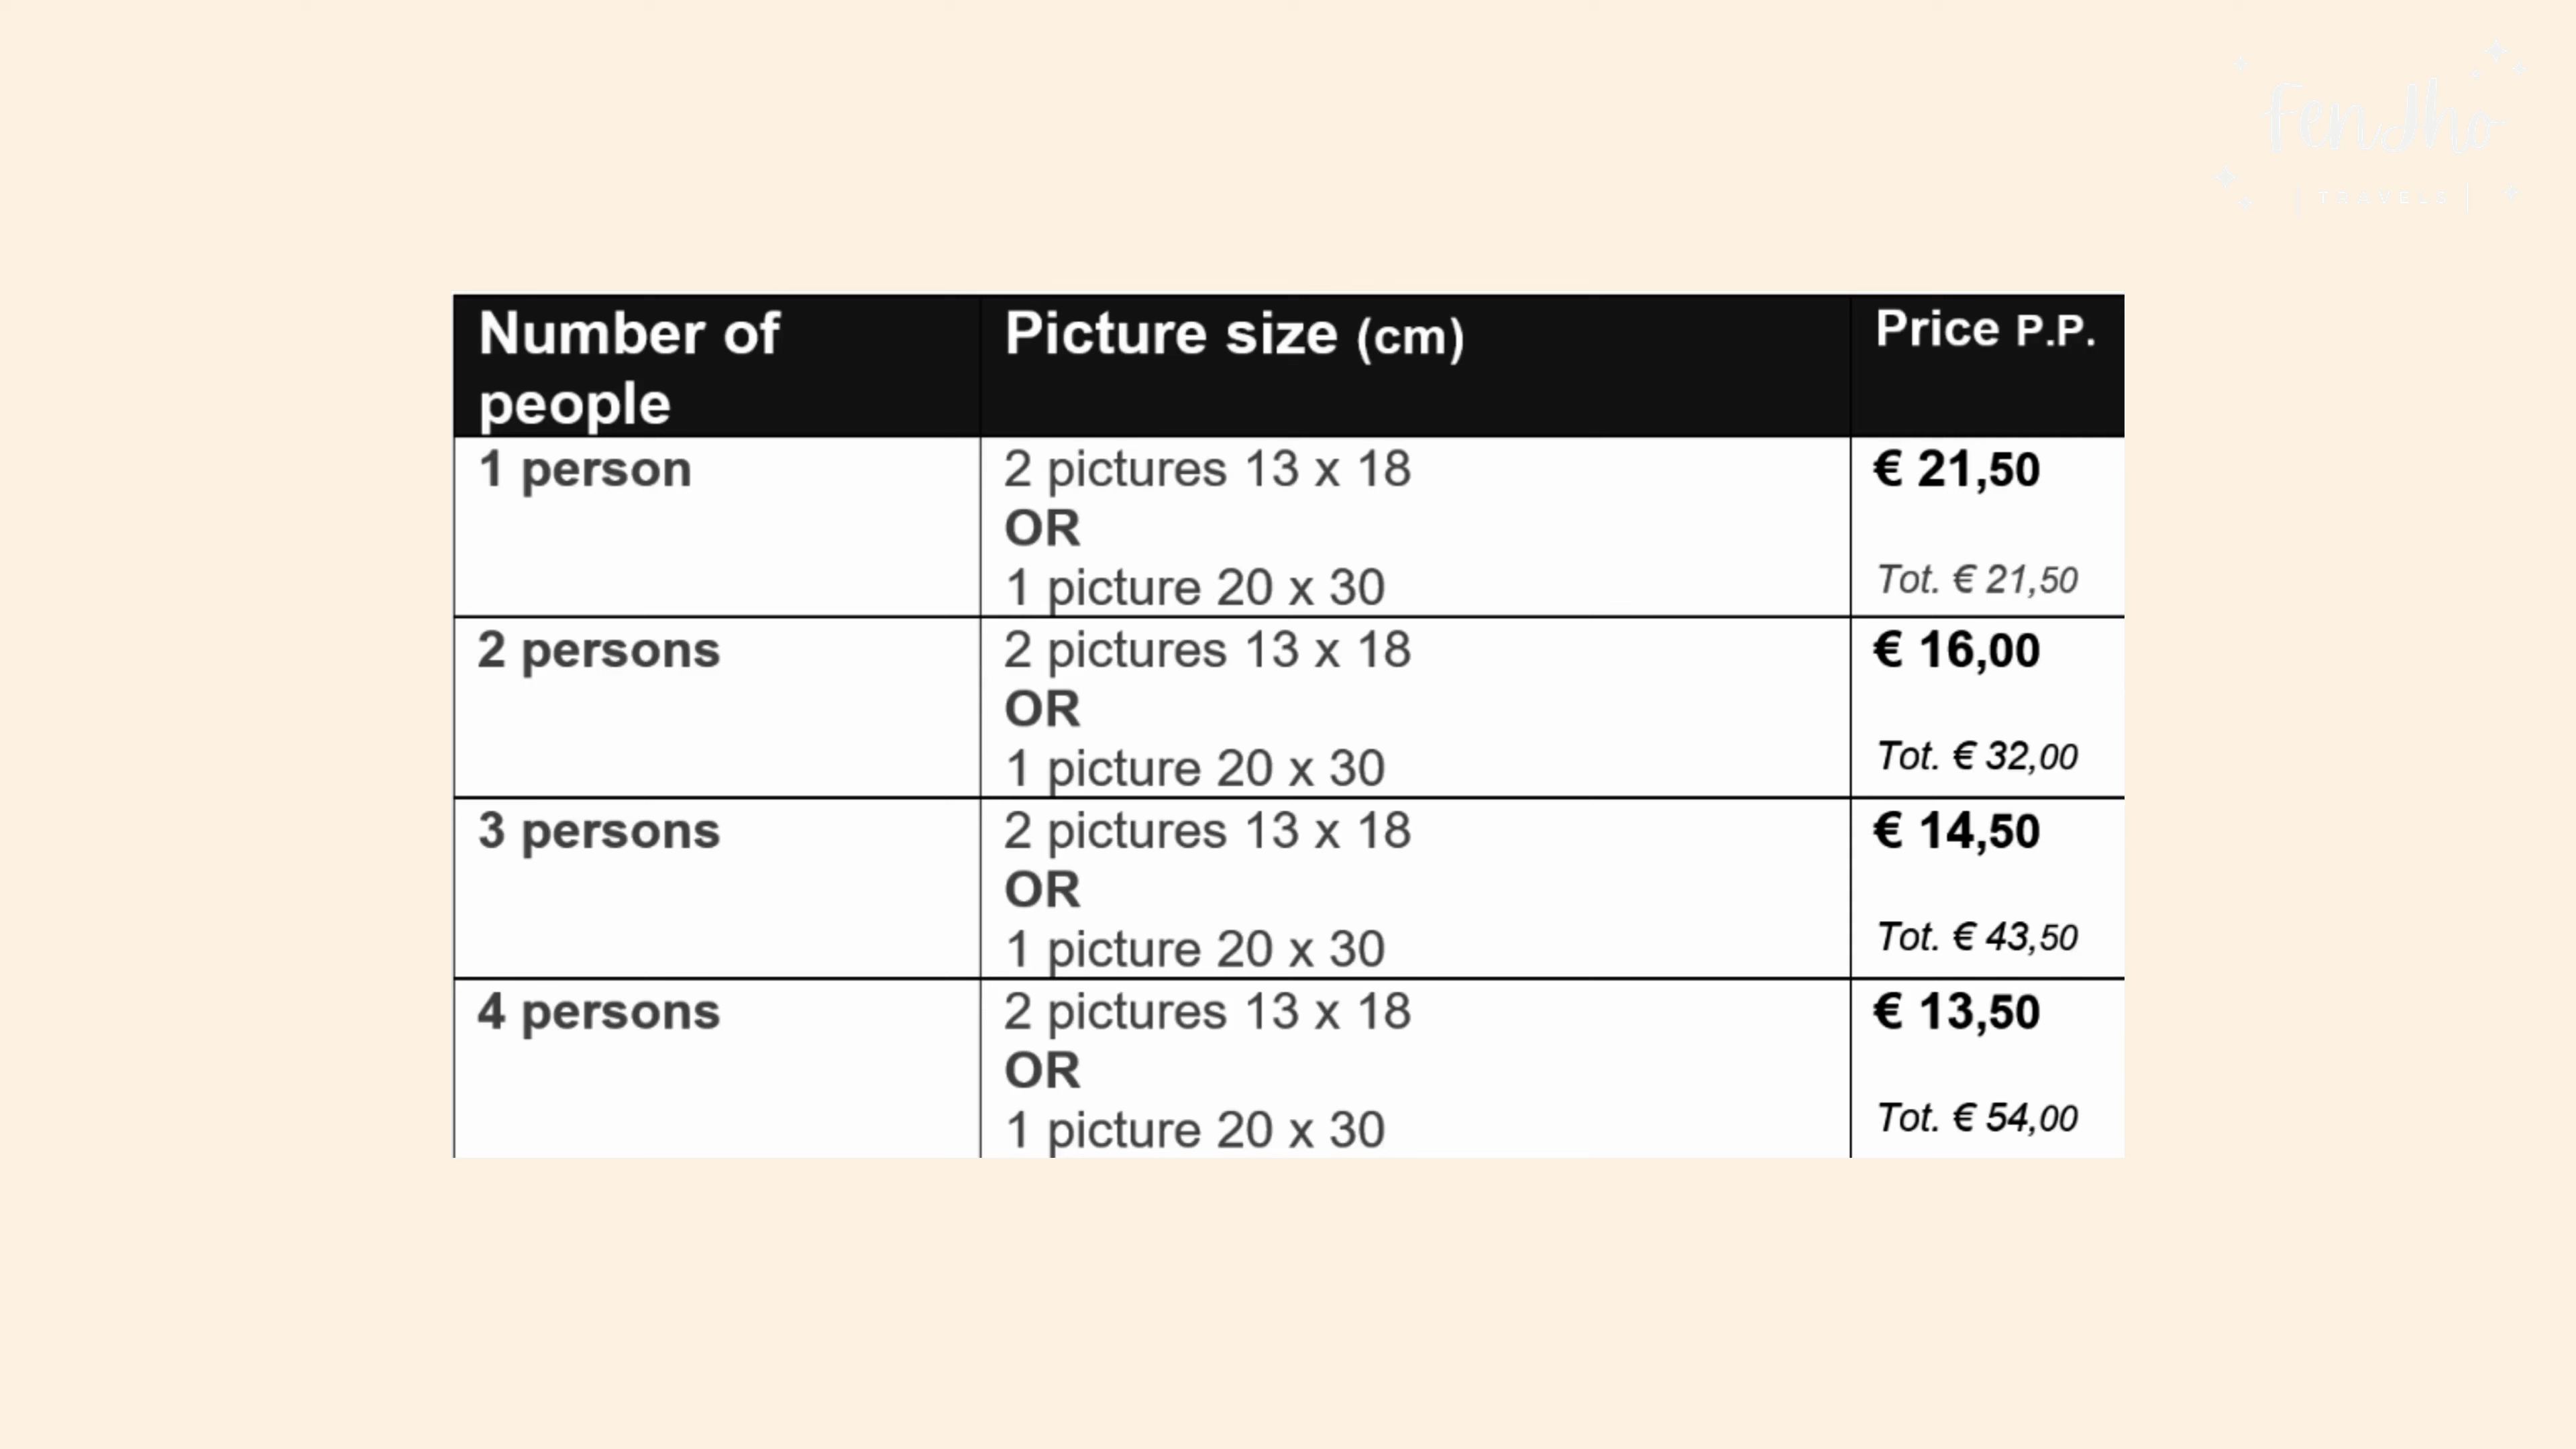 FenJho
| TRAVELS |
Number of people
Picture size (cm)
Price P.P.
1 person
2 pictures 13 x 18
OR
1 picture 20 x 30
€ 21,50
Tot. € 21,50
2 persons
2 pictures 13 x 18
OR
1 picture 20 x 30
€ 16,00
Tot. € 32,00
3 persons
2 pictures 13 x 18
OR
1 picture 20 x 30
€ 14,50
Tot. € 43,50
4 persons
2 pictures 13 x 18
OR
1 picture 20 x 30
€ 13,50
Tot. € 54,00